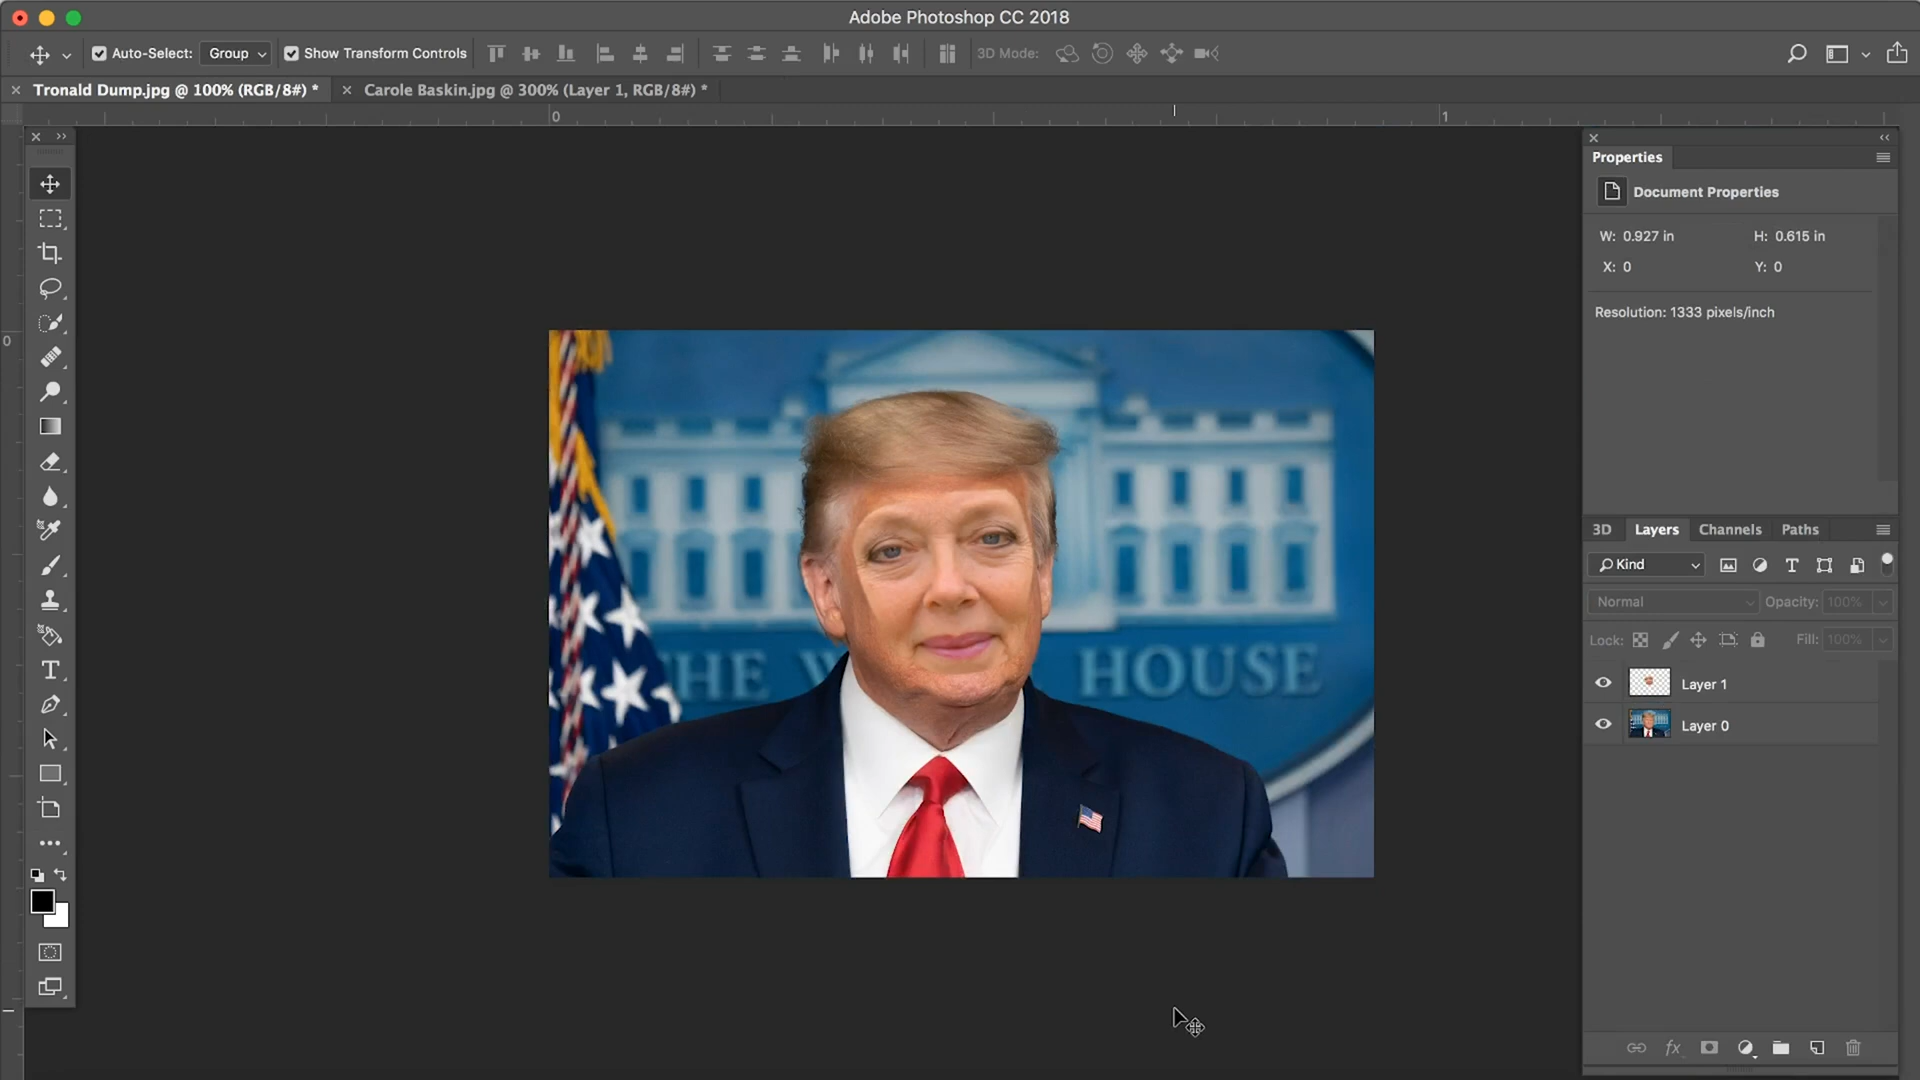 Adobe Photoshop CC 2018
Auto-Select: Group Show Transform Controls 3D Mode:
Tronald Dump.jpg @ 100% (RGB/8#) * Carole Baskin.jpg @ 300% (Layer 1, RGB/8#) *
0 1
0
Properties
Document Properties
W: 0.927 in H: 0.615 in
X: 0 Y: 0
Resolution: 1333 pixels/inch
3D Layers Channels Paths
Kind
Normal Opacity: 100%
Lock: Fill: 100%
Layer 1
Layer 0
THE W HOUSE
fx